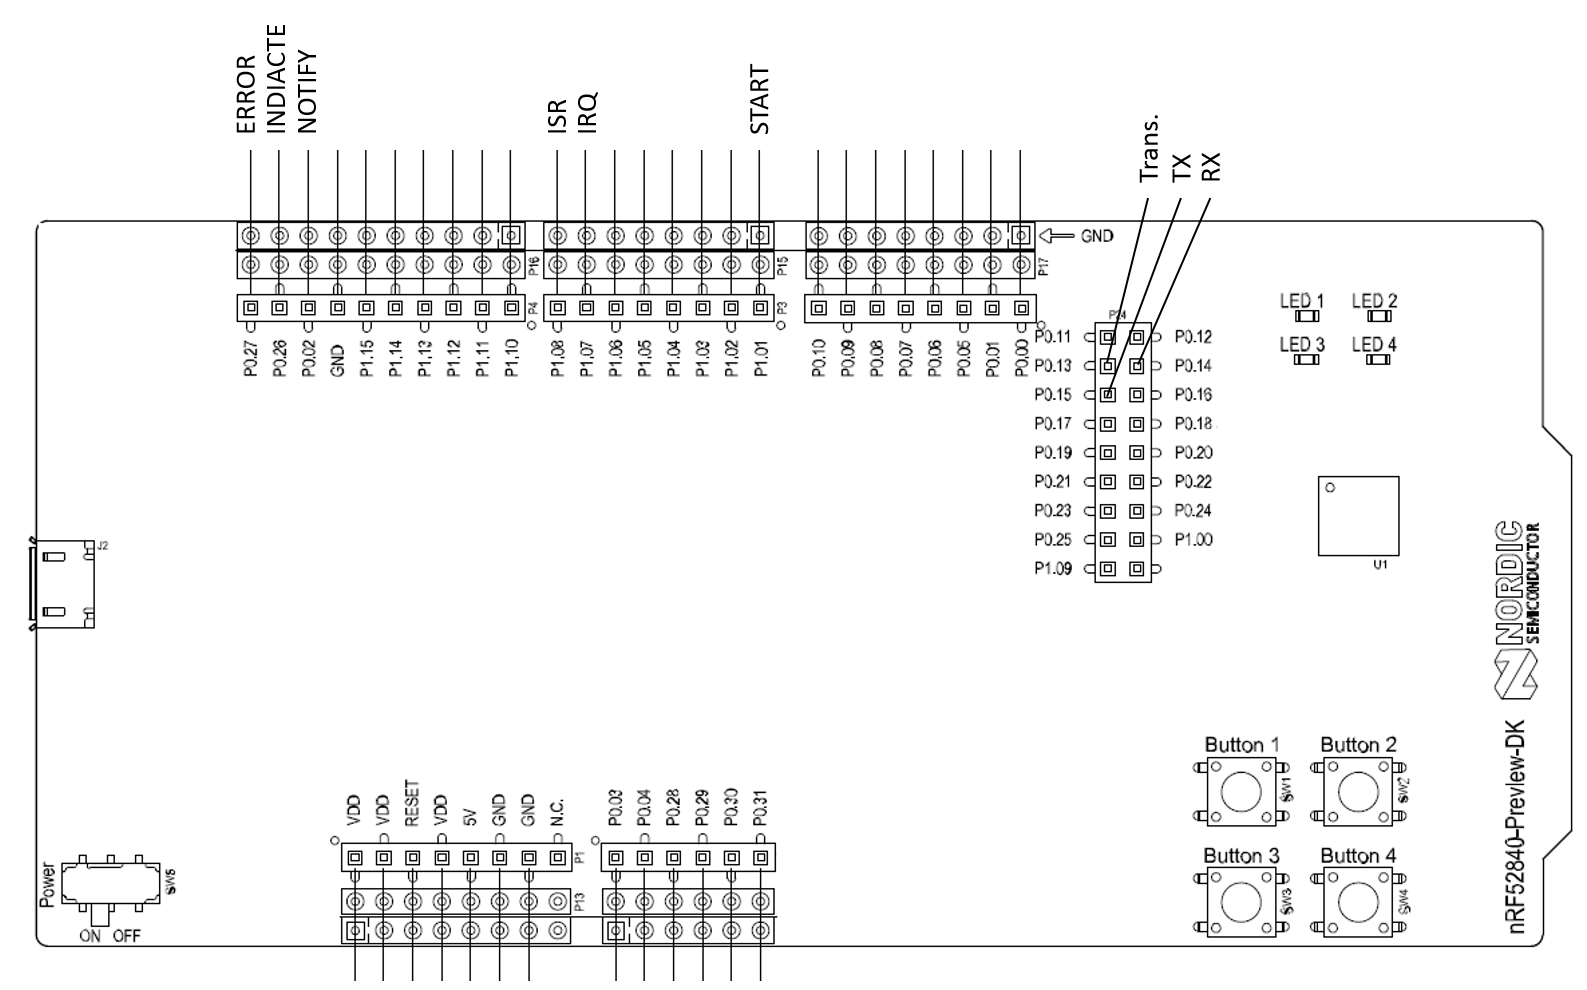 ERROR
INDIACTE
NOTIFY
ISR
IRQ
START
Trans.
TX
RX
GND
P16
P15
P17
P4
P3
P0.27
P0.26
P0.02
GND
P1.15
P1.14
P1.13
P1.12
P1.11
P1.10
P1.08
P1.07
P1.06
P1.05
P1.04
P1.03
P1.02
P1.01
P0.10
P0.09
P0.08
P0.07
P0.06
P0.05
P0.01
P0.00
P24
P0.11 P0.12
P0.13 P0.14
P0.15 P0.16
P0.17 P0.18
P0.19 P0.20
P0.21 P0.22
P0.23 P0.24
P0.25 P1.00
P1.09
LED 1 LED 2
LED 3 LED 4
U1
J2
NORDIC
SEMICONDUCTOR
nRF52840-Preview-DK
Button 1 Button 2
SW1 SW2
Button 3 Button 4
SW3 SW4
VDD
VDD
RESET
VDD
5V
GND
GND
N.C.
P0.03
P0.04
P0.28
P0.29
P0.30
P0.31
P1
P13
Power
SW5
ON OFF